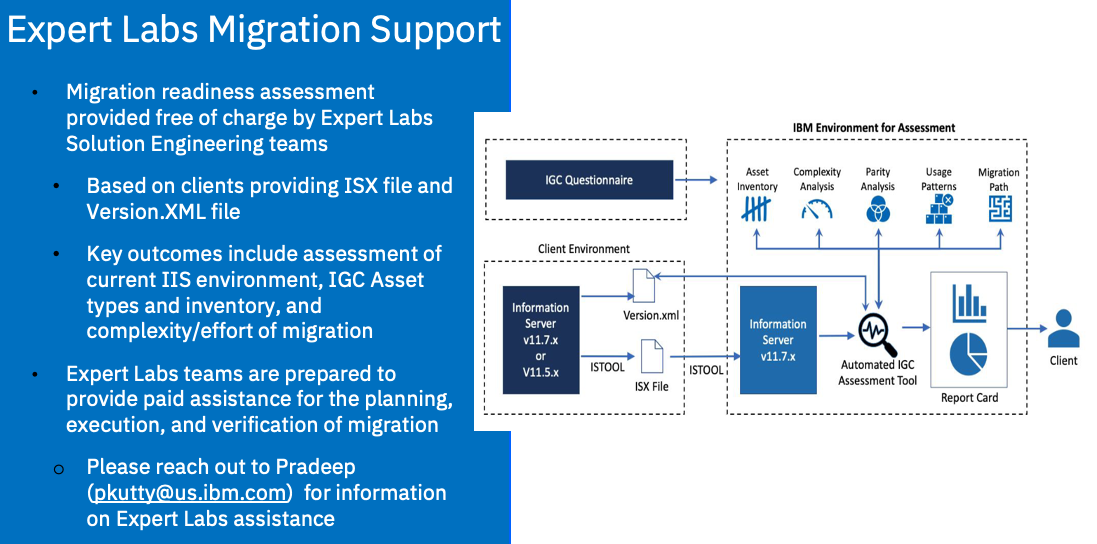 Expert Labs Migration Support
• Migration readiness assessment
provided free of charge by Expert Labs
Solution Engineering teams
• Based on clients providing ISX file and
Version.XML file
• Key outcomes include assessment of
current IIS environment, IGC Asset
types and inventory, and
complexity/effort of migration
• Expert Labs teams are prepared to
provide paid assistance for the planning,
execution, and verification of migration
o Please reach out to Pradeep
(pkutty@us.ibm.com) for information
on Expert Labs assistance
IGC Questionnaire
IBM Environment for Assessment
Asset
Inventory
Complexity
Analysis
Parity
Analysis
Usage
Patterns
Migration
Path
Client Environment
Information
Server
v11.7.x
or
V11.5.x
Version.xml
ISTOOL
ISX File
ISTOOL
Information
Server
v11.7.x
Automated IGC
Assessment Tool
Report Card
Client